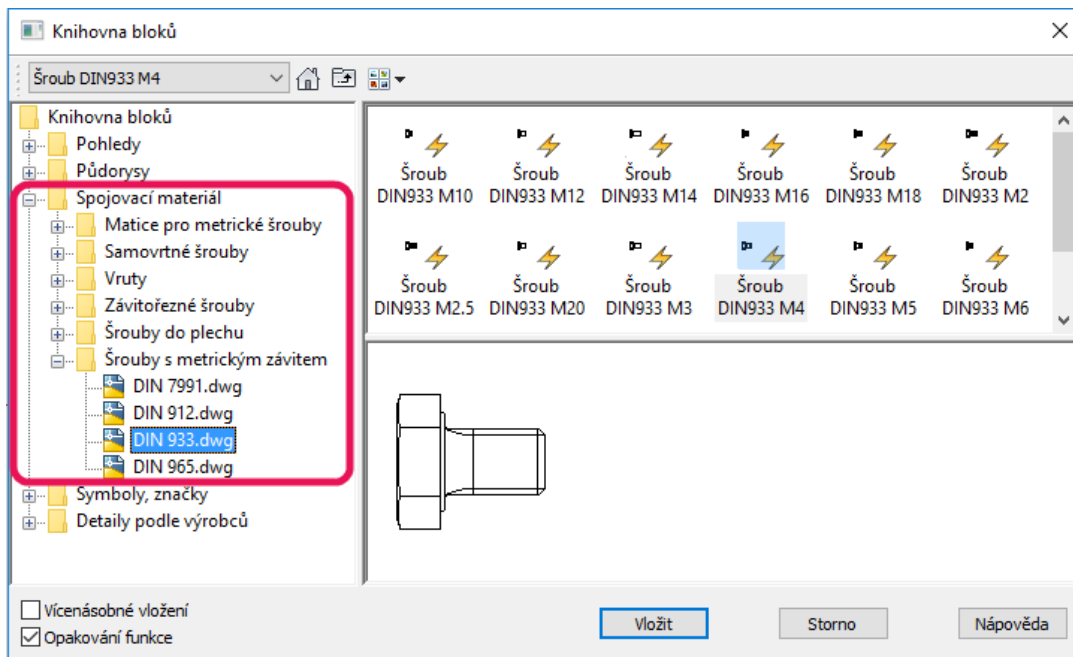 Knihovna bloků
Šroub DIN933 M4
Knihovna bloků
Pohledy
Půdorysy
Spojovací materiál
Matice pro metrické šrouby
Samovrtné šrouby
Vruty
Závitořezné šrouby
Šrouby do plechu
Šrouby s metrickým závitem
DIN 7991.dwg
DIN 912.dwg
DIN 933.dwg
DIN 965.dwg
Symboly, značky
Detaily podle výrobců
Šroub Šroub Šroub Šroub Šroub Šroub
DIN933 M10 DIN933 M12 DIN933 M14 DIN933 M16 DIN933 M18 DIN933 M2
Šroub Šroub Šroub Šroub Šroub Šroub
DIN933 M2.5 DIN933 M20 DIN933 M3 DIN933 M4 DIN933 M5 DIN933 M6
Vícenásobné vložení
Opakování funkce
Vložit Storno Nápověda